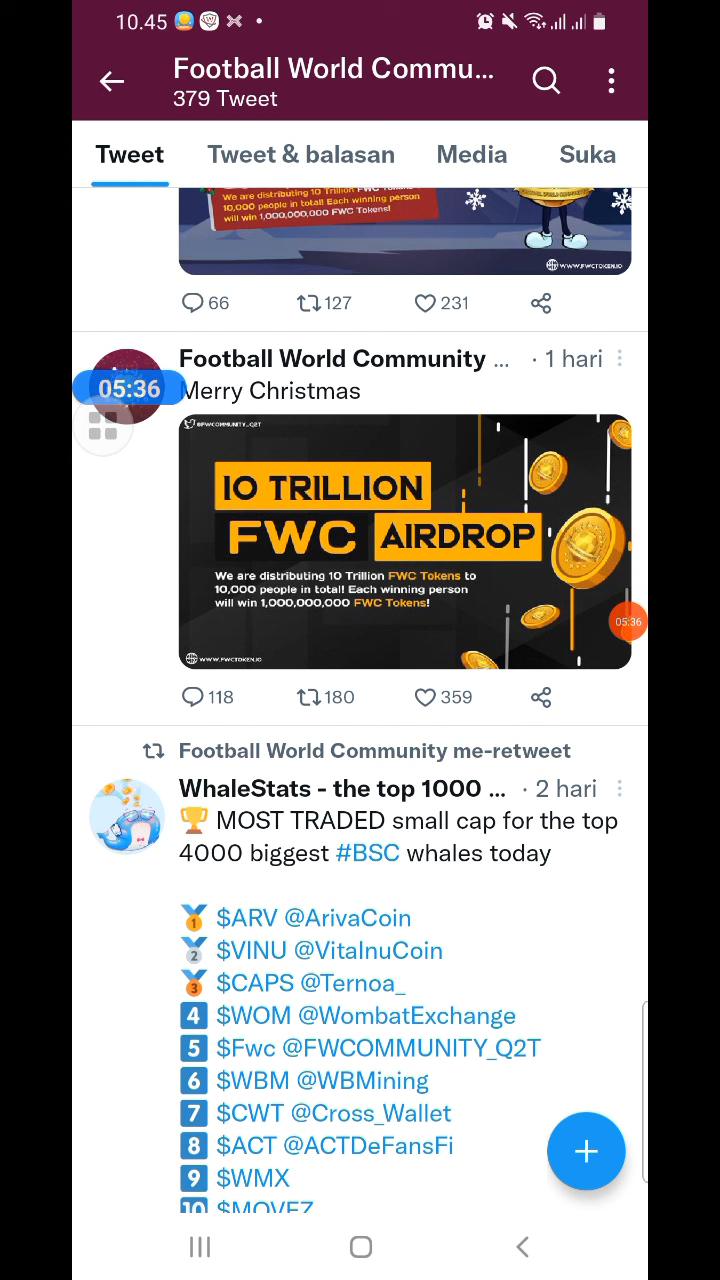 10.45
Football World Commu...
379 Tweet
Tweet
Tweet & balasan
Media
Suka
We are distributing 10 Trillion FWC Tokens
10,000 people in total! Each winning person
will win 1,000,000,000 FWC Tokens!
WWW.FWCTOKEN.IO
66
127
231
Football World Community ... · 1 hari
05:36
Merry Christmas
@FWCOMMUNITY_Q2T
10 TRILLION
FWC AIRDROP
We are distributing 10 Trillion FWC Tokens to
10,000 people in total! Each winning person
will win 1,000,000,000 FWC Tokens!
05:36
WWW.FWCTOKEN.IO
118
180
359
Football World Community me-retweet
WhaleStats - the top 1000 ... · 2 hari
🏆 MOST TRADED small cap for the top
4000 biggest #BSC whales today
🥇 $ARV @ArivaCoin
🥈 $VINU @VitaInuCoin
🥉 $CAPS @Ternoa_
4 $WOM @WombatExchange
5 $Fwc @FWCOMMUNITY_Q2T
6 $WBM @WBMining
7 $CWT @Cross_Wallet
8 $ACT @ACTDeFansFi
9 $WMX
10 $MOVEZ